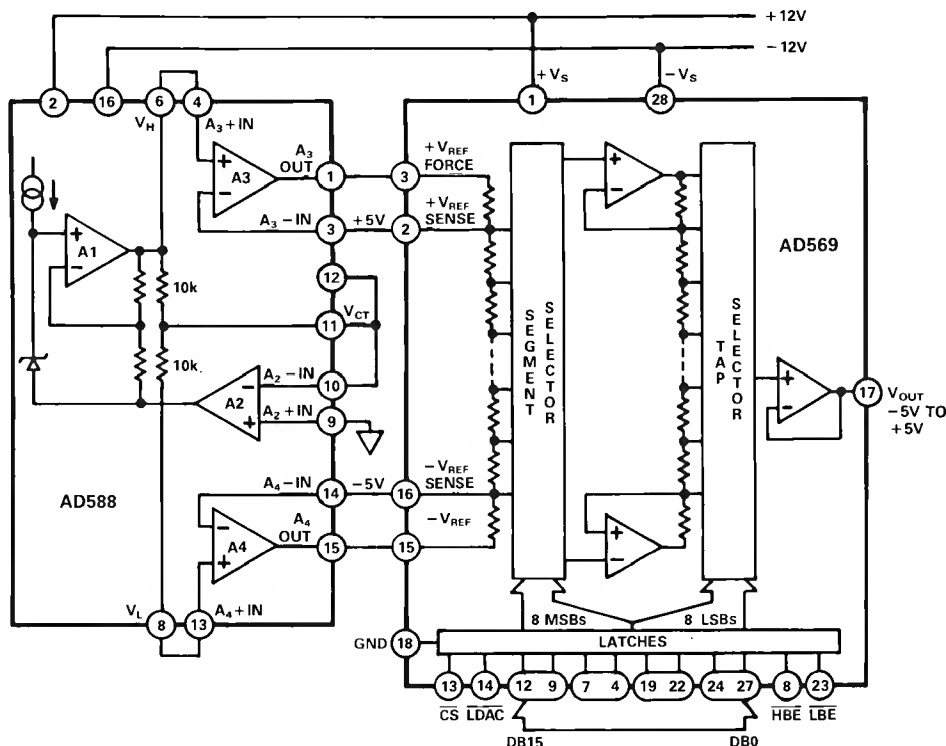 +12V
−12V
+VS
−VS
2
16
6
4
1
28
VH
A3+IN
A3 OUT
1
3
+VREF FORCE
A3
A3−IN
3
+5V
2
+VREF SENSE
A1
10k
12
VCT
11
10k
A2
A2−IN
10
A2+IN
9
SEGMENT SELECTOR
TAP SELECTOR
AD569
17
VOUT
−5V TO
+5V
AD588
A4−IN
14
−5V
16
−VREF SENSE
A4
A4 OUT
15
15
−VREF
VL
8
13
A4+IN
8 MSBs
8 LSBs
GND
18
LATCHES
13
14
12
9
7
4
19
22
24
27
8
23
CS
LDAC
HBE
LBE
DB15
DB0